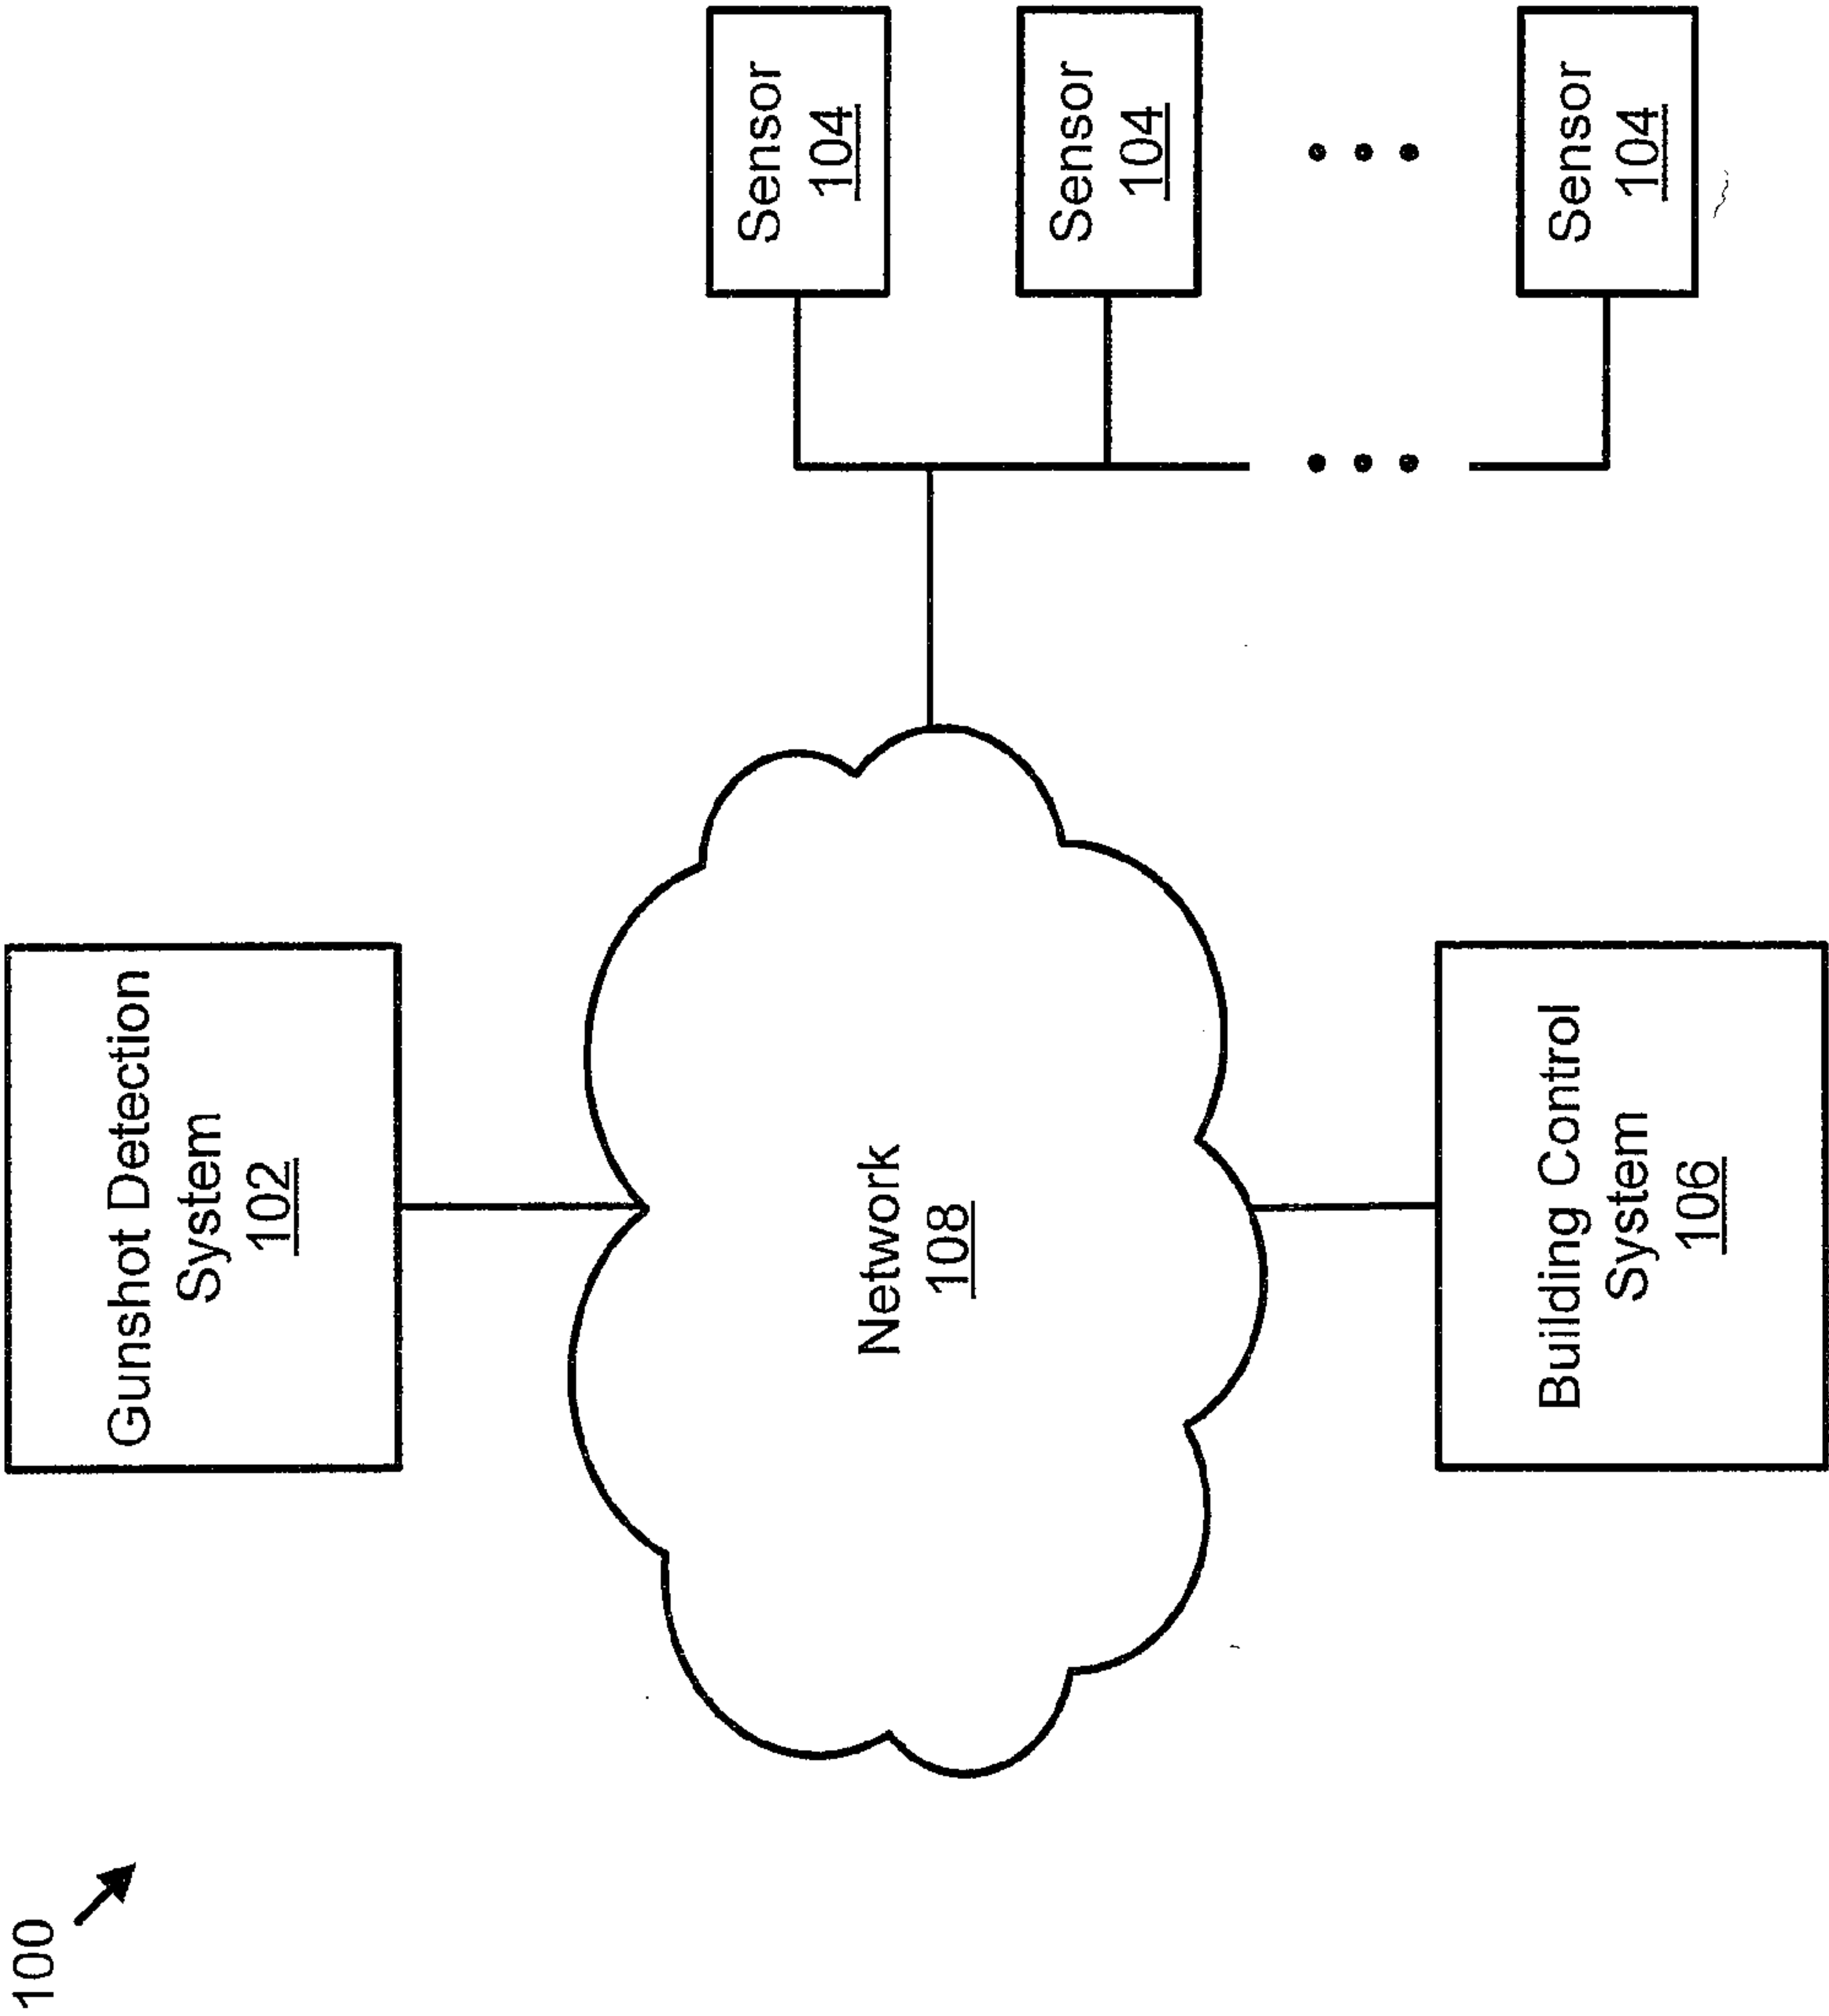 100
Gunshot Detection
System
102
Network
108
Building Control
System
106
Sensor
104
Sensor
104
Sensor
104